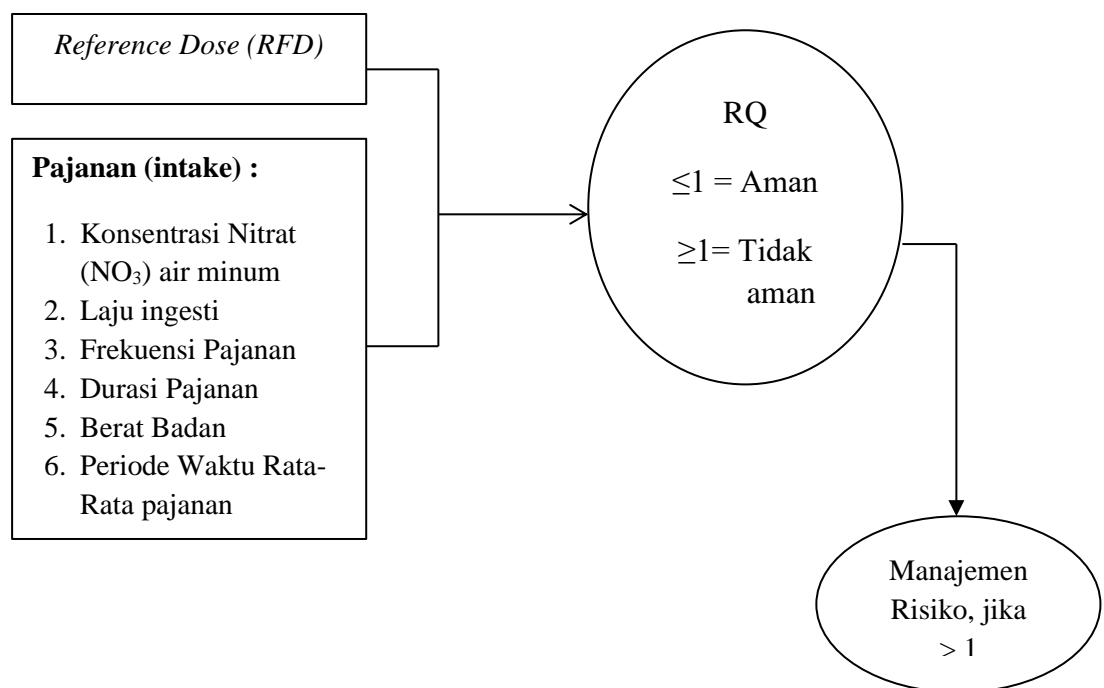 Reference Dose (RFD)
Pajanan (intake) :
1. Konsentrasi Nitrat
(NO₃) air minum
2. Laju ingesti
3. Frekuensi Pajanan
4. Durasi Pajanan
5. Berat Badan
6. Periode Waktu Rata-
Rata pajanan
RQ
≤1 = Aman
≥1= Tidak
aman
Manajemen
Risiko, jika
> 1